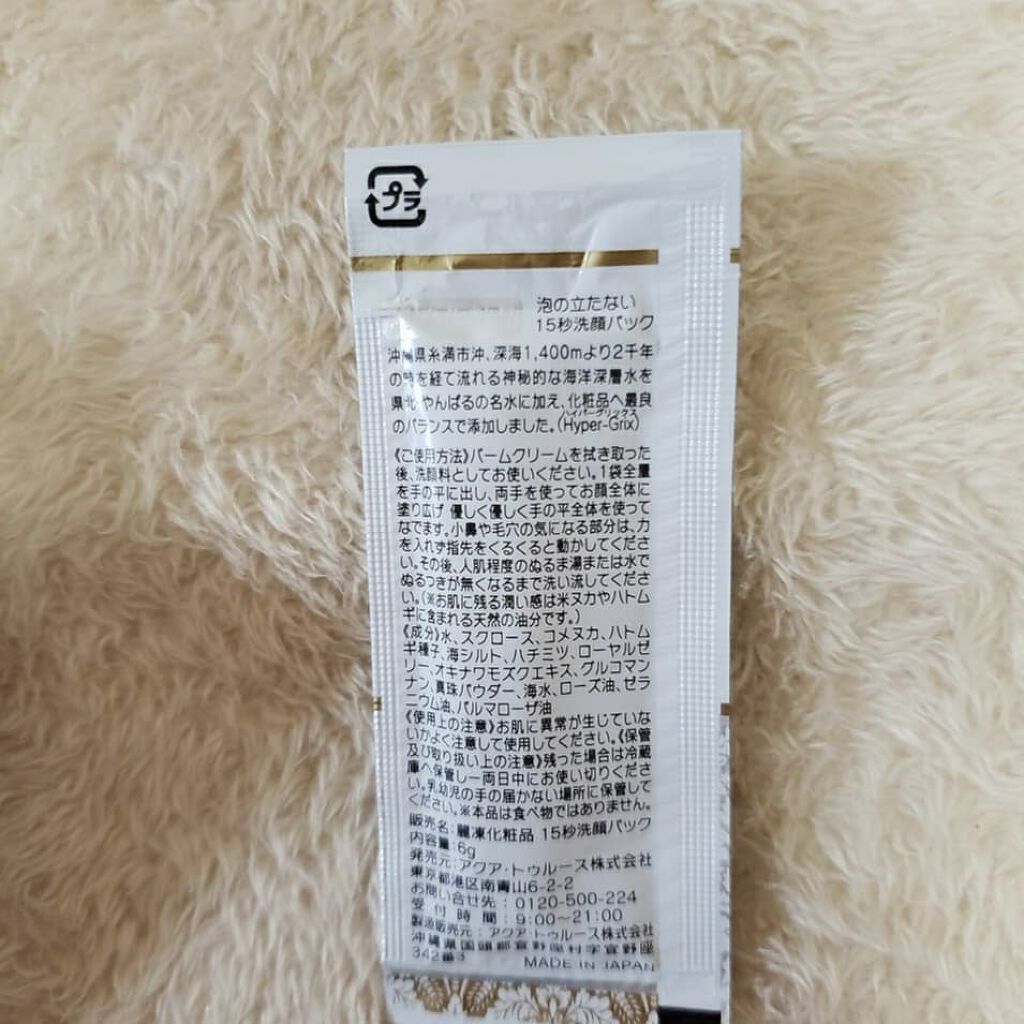 プラ
泡の立たない
15秒洗顔パック
沖縄県糸満市沖、深海1,400mより2千年
の時を経て流れる神秘的な海洋深層水を
県北 やんばるの名水に加え、化粧品へ最良
ハイパーグリックス
のバランスで添加しました。(Hyper-Grix)
《ご使用方法》バームクリームを拭き取った
後、洗顔料としてお使いください。1袋全量
を手の平に出し、両手を使ってお顔全体に
塗り広げ 優しく優しく手の平全体を使って
なでます。小鼻や毛穴の気になる部分は、力
を入れず指先をくるくると動かしてくださ
い。その後、人肌程度のぬるま湯または水で
ぬるつきが無くなるまで洗い流してくださ
い。(※お肌に残る潤い感は米ヌカやハトム
ギに含まれる天然の油分です。)
《成分》水、スクロース、コメヌカ、ハトム
ギ種子、海シルト、ハチミツ、ローヤルゼ
リー、オキナワモズクエキス、グルコマン
ナン、真珠パウダー、海水、ローズ油、ゼラ
ニウム油、パルマローザ油
《使用上の注意》お肌に異常が生じていな
いかよく注意して使用してください。《保管
及び取り扱い上の注意》残った場合は冷蔵
庫へ保管し一両日中にお使い切りくださ
い。乳幼児の手の届かない場所に保管して
ください。※本品は食べ物ではありません。
販売名:麗凍化粧品 15秒洗顔パック
内容量:6g
発売元:アクア・トゥルース株式会社
東京都港区南青山6-2-2
お問い合せ先:0120-500-224
受付時間:9:00～21:00
製造販売元:アクア・トゥルース株式会社
沖縄県国頭郡宜野座村字宜野座
342番
MADE IN JAPAN